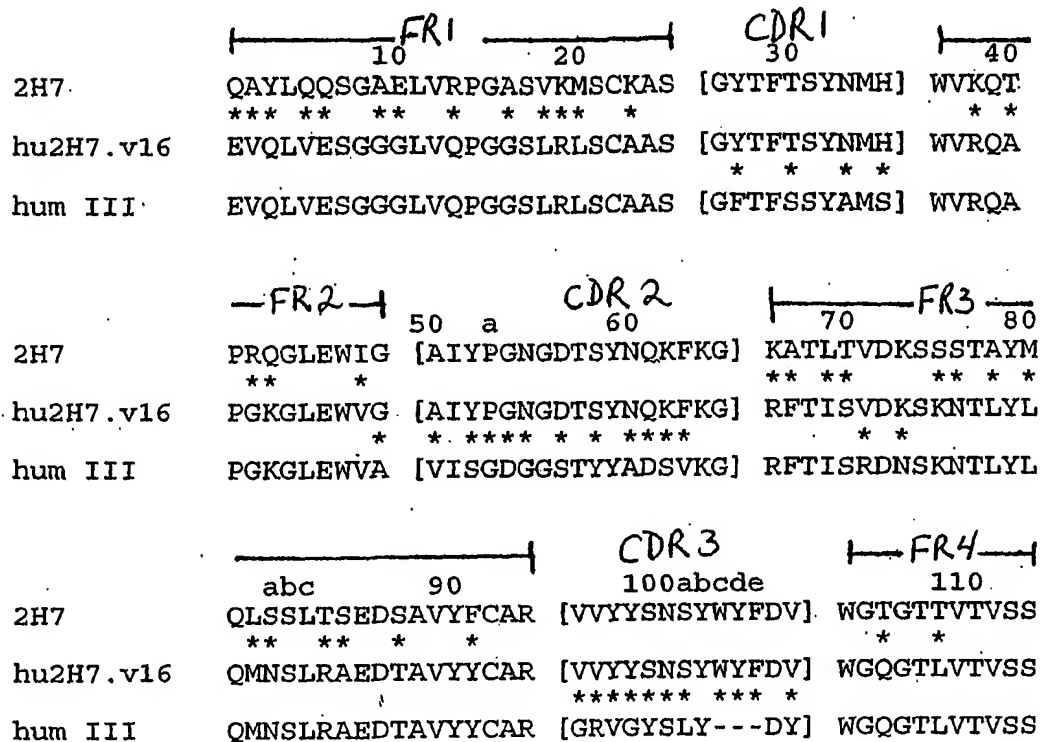 FR1 CDR1
10 20 30 40
2H7 QAYLQQSGAELVRPGASVKMSCKAS [GYTFTSYNMH] WVKQT
*** ** ** * * *** * * *
hu2H7.v16 EVQLVESGGGLVQPGGSLRLSCAAS [GYTFTSYNMH] WVRQA
* * * *
hum III EVQLVESGGGLVQPGGSLRLSCAAS [GFTFSSYAMS] WVRQA
FR2 CDR2 FR3
50 a 60 70 80
2H7 PRQGLEWIG [AIYPGNGDTSYNQKFKG] KATLTVDKSSSTAYM
** * ** ** ** * *
hu2H7.v16 PGKGLEWVG [AIYPGNGDTSYNQKFKG] RFTISVDKSKNTLYL
* * **** * * **** * *
hum III PGKGLEWVA [VISGDGGSTYYADSVKG] RFTISRDNSKNTLYL
CDR3 FR4
abc 90 100abcde 110
2H7 QLSSLTSEDSAVYFCAR [VVYYSNSYWYFDV] WGTGTTVTVSS
** ** * * * *
hu2H7.v16 QMNSLRAEDTAVYYCAR [VVYYSNSYWYFDV] WGQGTLVTVSS
******* *** *
hum III QMNSLRAEDTAVYYCAR [GRVGYSLY---DY] WGQGTLVTVSS